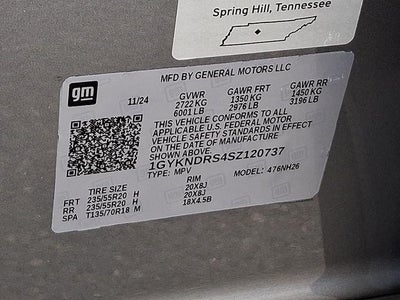 Spring Hill, Tennessee
gm
MFD BY GENERAL MOTORS LLC
11/24
GVWR GAWR FRT GAWR RR
2722 KG 1350 KG 1450 KG
6001 LB 2976 LB 3196 LB
THIS VEHICLE CONFORMS TO ALL
APPLICABLE U.S. FEDERAL MOTOR
VEHICLE SAFETY STANDARDS IN EFFECT
ON THE DATE OF MANUFACTURE
SHOWN ABOVE.
1GYKNDRS4SZ120737
TYPE: MPV MODEL: 476NH26
TIRE SIZE RIM
FRT 235/55R20 H 20X8J
RR 235/55R20 H 20X8J
SPA T135/70R18 M 18X4.5B